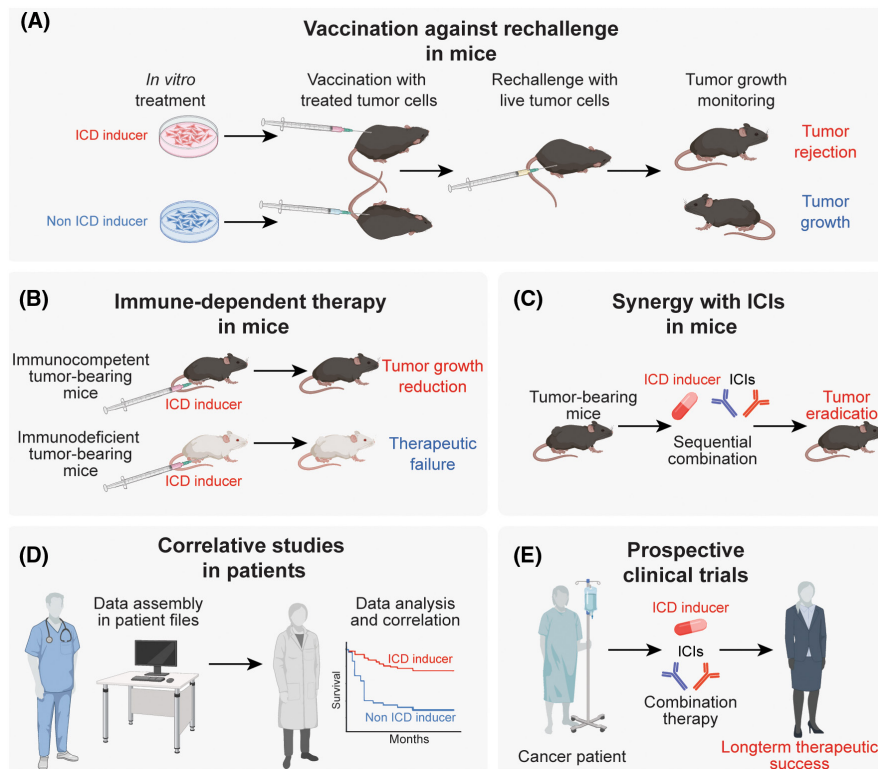 (A)
Vaccination against rechallenge
in mice
In vitro
treatment
Vaccination with
treated tumor cells
Rechallenge with
live tumor cells
Tumor growth
monitoring
ICD inducer
Tumor
rejection
Non ICD inducer
Tumor
growth
(B)
Immune-dependent therapy
in mice
Immunocompetent
tumor-bearing
mice
ICD inducer
Tumor growth
reduction
Immunodeficient
tumor-bearing
mice
ICD inducer
Therapeutic
failure
(C)
Synergy with ICIs
in mice
Tumor-bearing
mice
ICD inducer
ICIs
Sequential
combination
Tumor
eradicatio
(D)
Correlative studies
in patients
Data assembly
in patient files
Data analysis
and correlation
Survival
ICD inducer
Non ICD inducer
Months
(E)
Prospective
clinical trials
Cancer patient
ICD inducer
ICIs
Combination
therapy
Longterm therapeutic
success